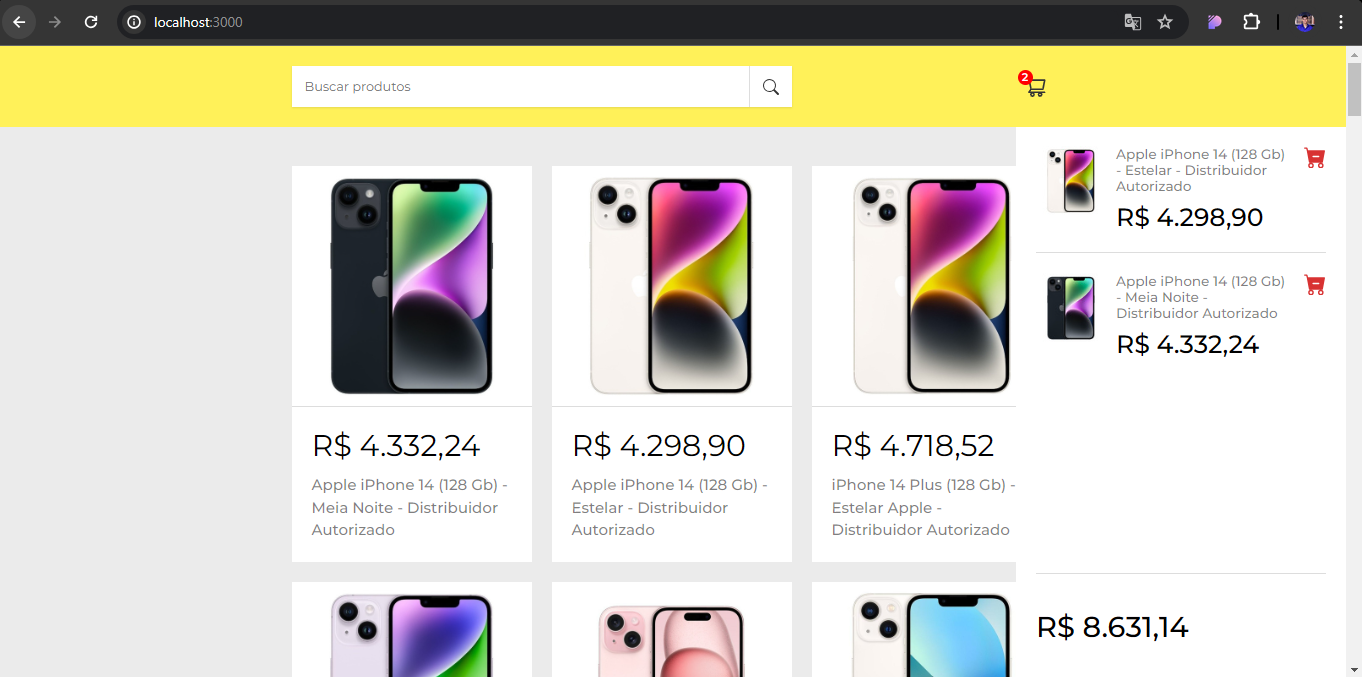 localhost:3000
Buscar produtos
2
R$ 4.332,24
Apple iPhone 14 (128 Gb) -
Meia Noite - Distribuidor
Autorizado
R$ 4.298,90
Apple iPhone 14 (128 Gb) -
Estelar - Distribuidor
Autorizado
R$ 4.718,52
iPhone 14 Plus (128 Gb) -
Estelar Apple -
Distribuidor Autorizado
Apple iPhone 14 (128 Gb)
- Estelar - Distribuidor
Autorizado
R$ 4.298,90
Apple iPhone 14 (128 Gb)
- Meia Noite -
Distribuidor Autorizado
R$ 4.332,24
R$ 8.631,14